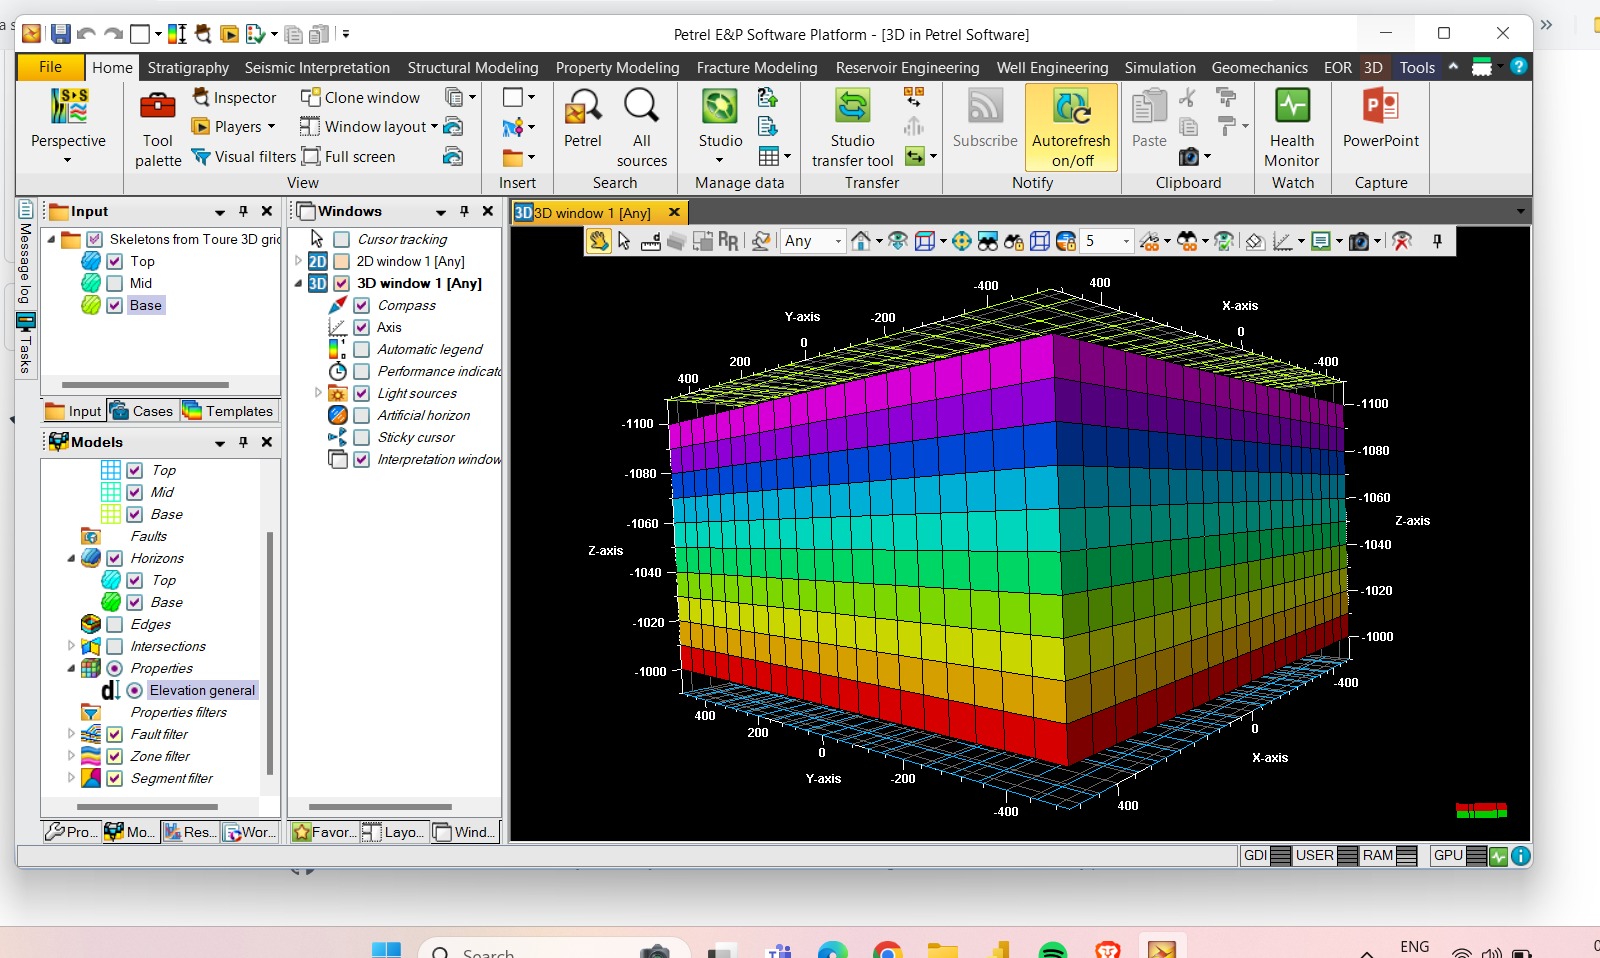 Petrel E&P Software Platform - [3D in Petrel Software]
File Home Stratigraphy Seismic Interpretation Structural Modeling Property Modeling Fracture Modeling Reservoir Engineering Well Engineering Simulation Geomechanics EOR 3D Tools
Perspective
Tool palette
Inspector
Players
Visual filters
Clone window
Window layout
Full screen
View
Insert
Petrel
All sources
Search
Studio
Manage data
Studio transfer tool
Transfer
Subscribe
Autorefresh on/off
Notify
Paste
Clipboard
Health Monitor
Watch
PowerPoint
Capture
Message log
Tasks
Input
Skeletons from Toure 3D gri
Top
Mid
Base
Input Cases Templates
Models
Top
Mid
Base
Faults
Horizons
Top
Base
Edges
Intersections
Properties
Elevation general
Properties filters
Fault filter
Zone filter
Segment filter
Pro... Mo... Res... Wor...
Windows
Cursor tracking
2D 2D window 1 [Any]
3D 3D window 1 [Any]
Compass
Axis
Automatic legend
Performance indicato
Light sources
Artificial horizon
Sticky cursor
Interpretation window
Favor... Layo... Wind...
3D 3D window 1 [Any]
Any
5
-400 400
X-axis
Y-axis -200 0
0 -400
200
400
-1100 -1100
-1080 -1080
-1060 -1060
Z-axis Z-axis
-1040 -1040
-1020 -1020
-1000 -1000
400 -400
200 0
0 X-axis
Y-axis -200
-400 400
GDI USER RAM GPU
Search
ENG